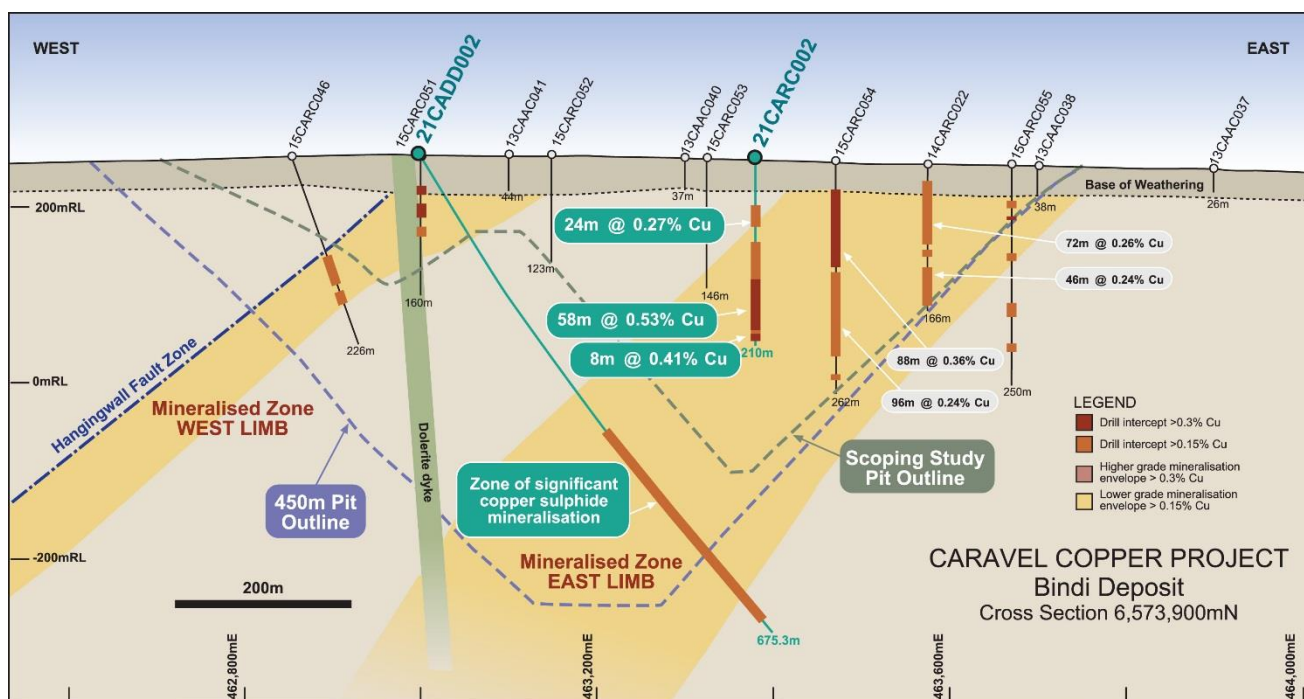 WEST
EAST
15CARC046
15CARC051
21CADD002
13CAAC041
15CARC052
13CAAC040
15CARC053
21CARC002
15CARC054
14CARC022
15CARC055
13CAAC038
13CAAC037
Base of Weathering
200mRL
44m
37m
38m
26m
24m @ 0.27% Cu
72m @ 0.26% Cu
123m
46m @ 0.24% Cu
146m
160m
166m
58m @ 0.53% Cu
226m
210m
8m @ 0.41% Cu
88m @ 0.36% Cu
0mRL
262m
250m
96m @ 0.24% Cu
Hangingwall Fault Zone
Mineralised Zone
WEST LIMB
Dolerite dyke
450m Pit
Outline
Zone of significant
copper sulphide
mineralisation
Scoping Study
Pit Outline
LEGEND
Drill intercept >0.3% Cu
Drill intercept >0.15% Cu
Higher grade mineralisation
envelope > 0.3% Cu
Lower grade mineralisation
envelope > 0.15% Cu
-200mRL
Mineralised Zone
EAST LIMB
200m
675.3m
CARAVEL COPPER PROJECT
Bindi Deposit
Cross Section 6,573,900mN
462,800mE
463,200mE
463,600mE
464,000mE